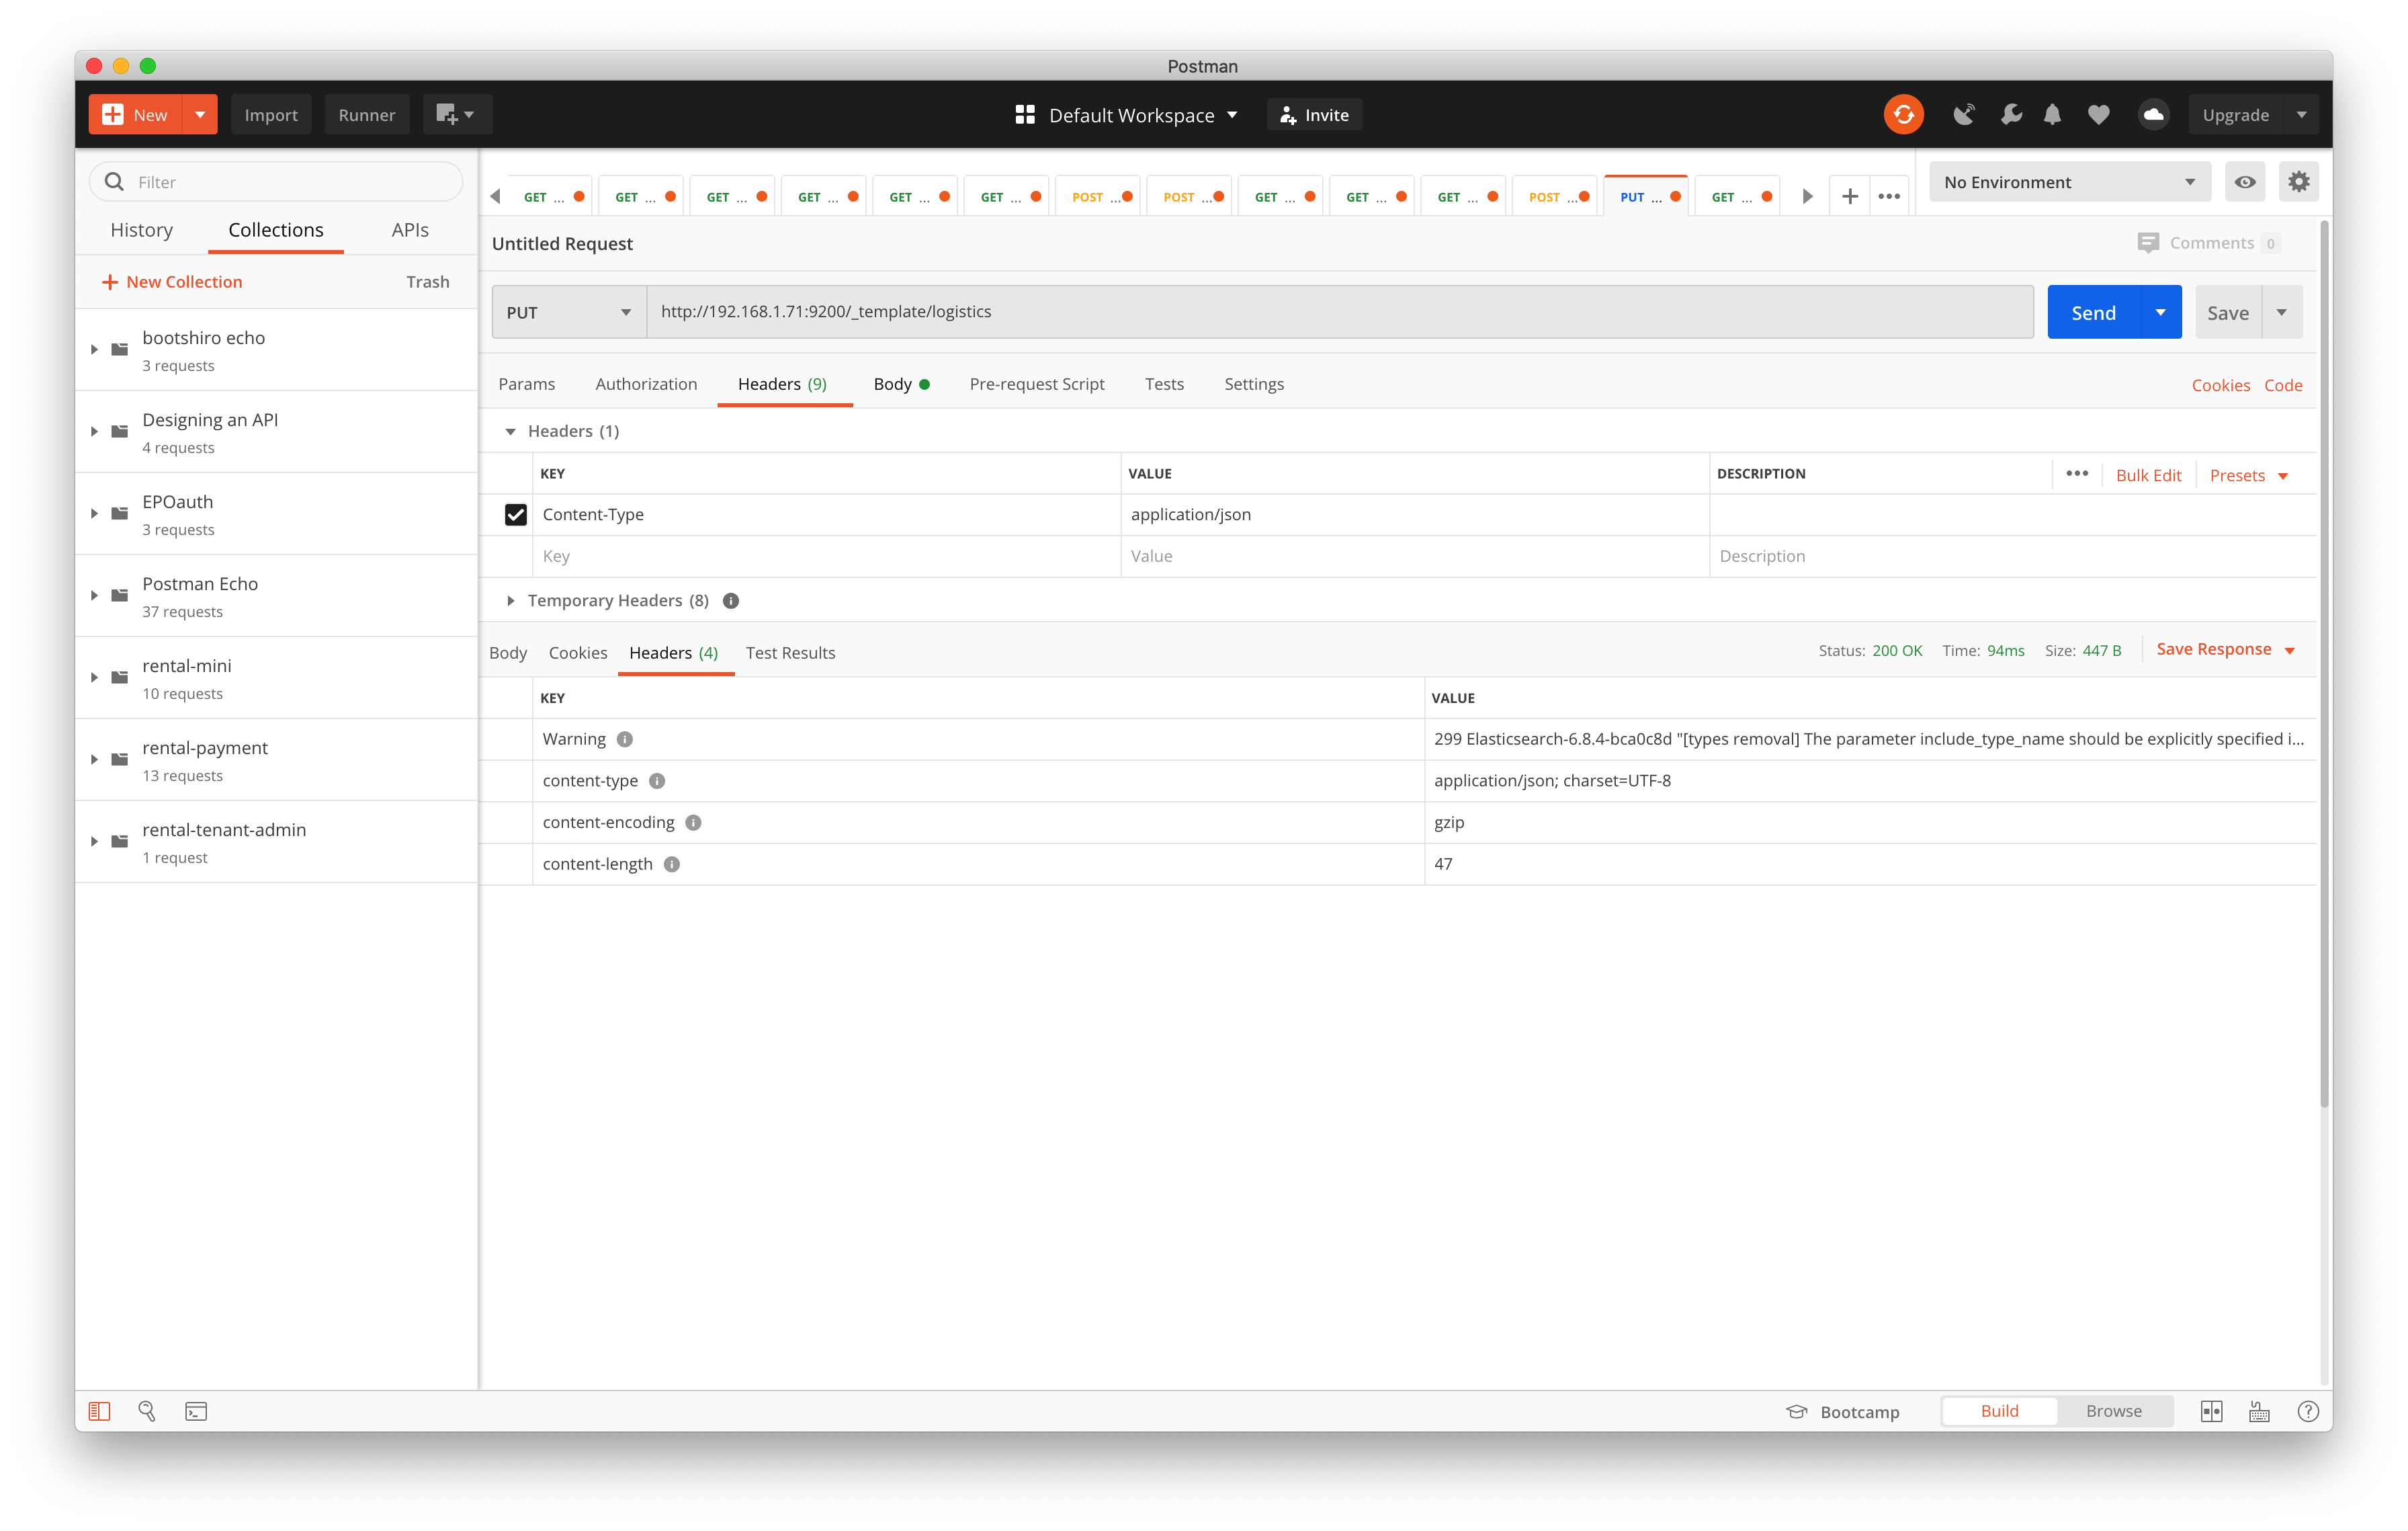 Postman
New
Import
Runner
Default Workspace
Invite
Upgrade
Filter
History
Collections
APIs
New Collection
Trash
bootshiro echo
3 requests
Designing an API
4 requests
EPOauth
3 requests
Postman Echo
37 requests
rental-mini
10 requests
rental-payment
13 requests
rental-tenant-admin
1 request
GET ... GET ... GET ... GET ... GET ... GET ... POST ... POST ... GET ... GET ... GET ... POST ... PUT ... GET ...
No Environment
Untitled Request
Comments 0
PUT
http://192.168.1.71:9200/_template/logistics
Send
Save
Params Authorization Headers (9) Body Pre-request Script Tests Settings
Cookies Code
Headers (1)
KEY VALUE DESCRIPTION
Bulk Edit Presets
Content-Type application/json
Key Value Description
Temporary Headers (8)
Body Cookies Headers (4) Test Results
Status: 200 OK Time: 94ms Size: 447 B Save Response
KEY VALUE
Warning 299 Elasticsearch-6.8.4-bca0c8d "[types removal] The parameter include_type_name should be explicitly specified i...
content-type application/json; charset=UTF-8
content-encoding gzip
content-length 47
Bootcamp
Build
Browse